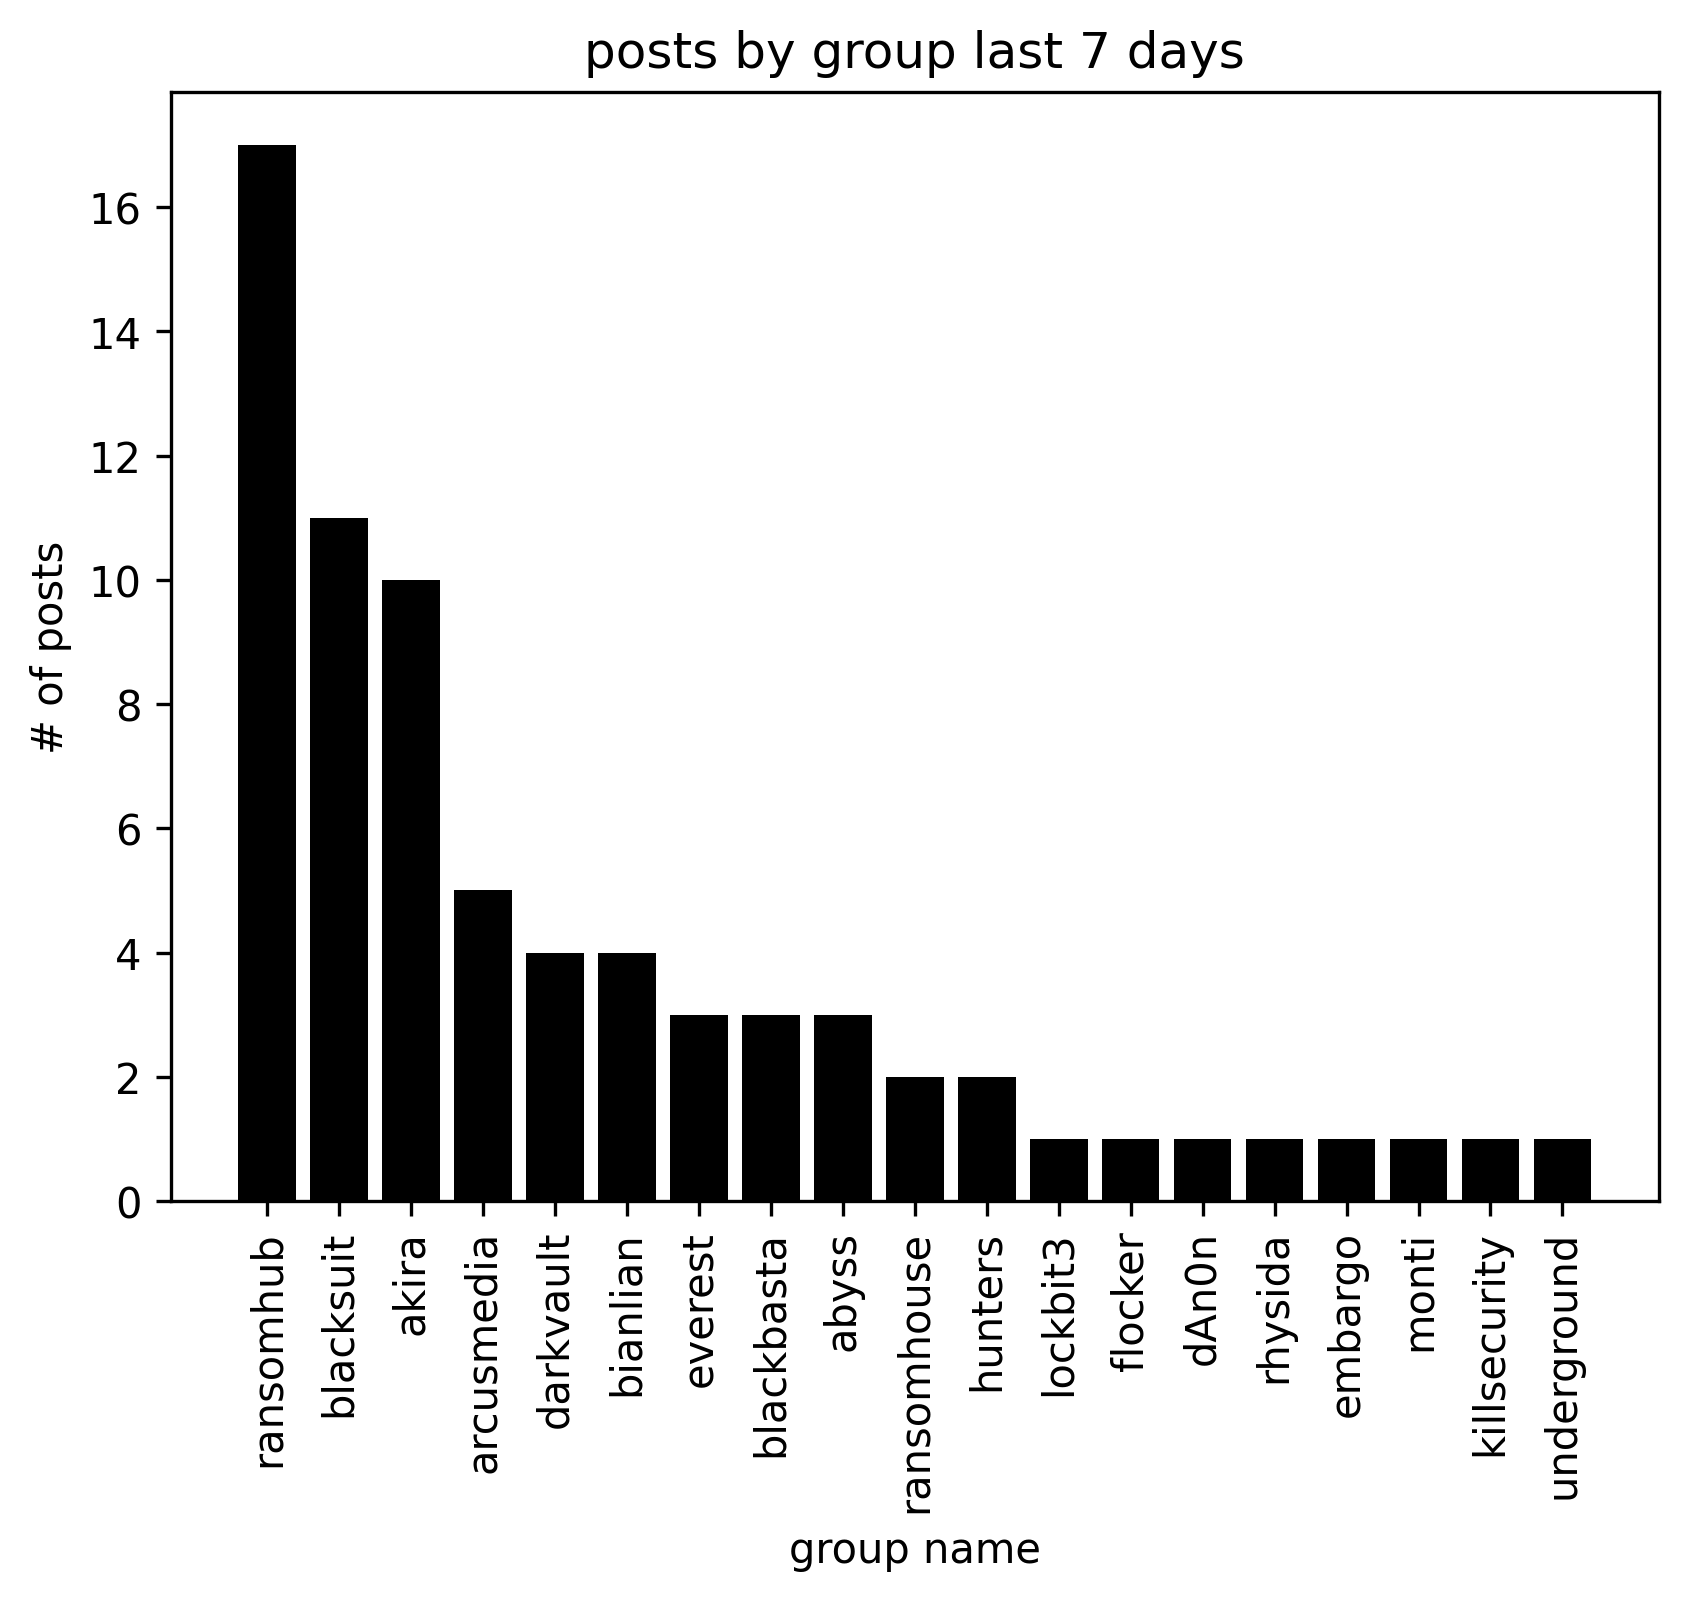 posts by group last 7 days
# of posts
16
14
12
10
8
6
4
2
0
ransomhub
blacksuit
akira
arcusmedia
darkvault
bianlian
everest
blackbasta
abyss
ransomhouse
hunters
lockbit3
flocker
dAn0n
rhysida
embargo
monti
killsecurity
underground
group name